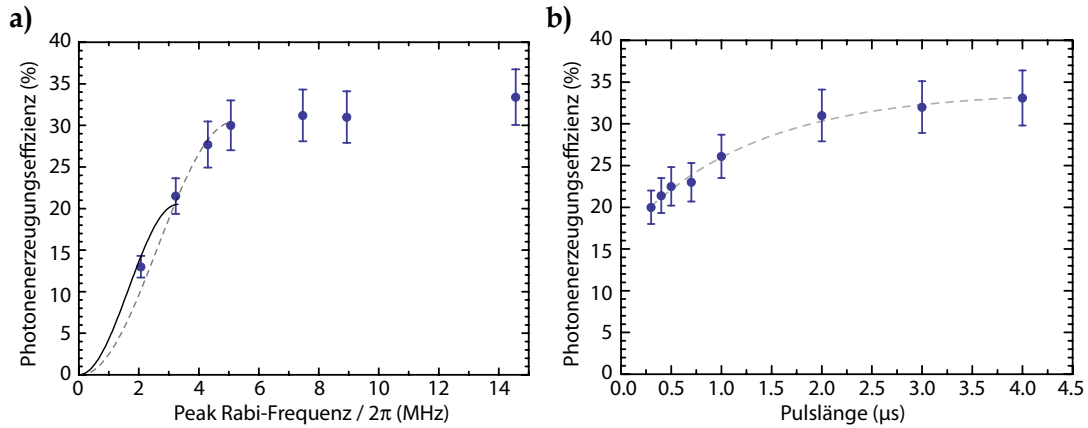 a)
Photonenerzeugungseffizienz (%)
40
35
30
25
20
15
10
5
0
0 2 4 6 8 10 12 14
Peak Rabi-Frequenz / 2π (MHz)
b)
Photonenerzeugungseffizienz (%)
40
35
30
25
20
15
10
5
0
0.0 0.5 1.0 1.5 2.0 2.5 3.0 3.5 4.0 4.5
Pulslänge (μs)